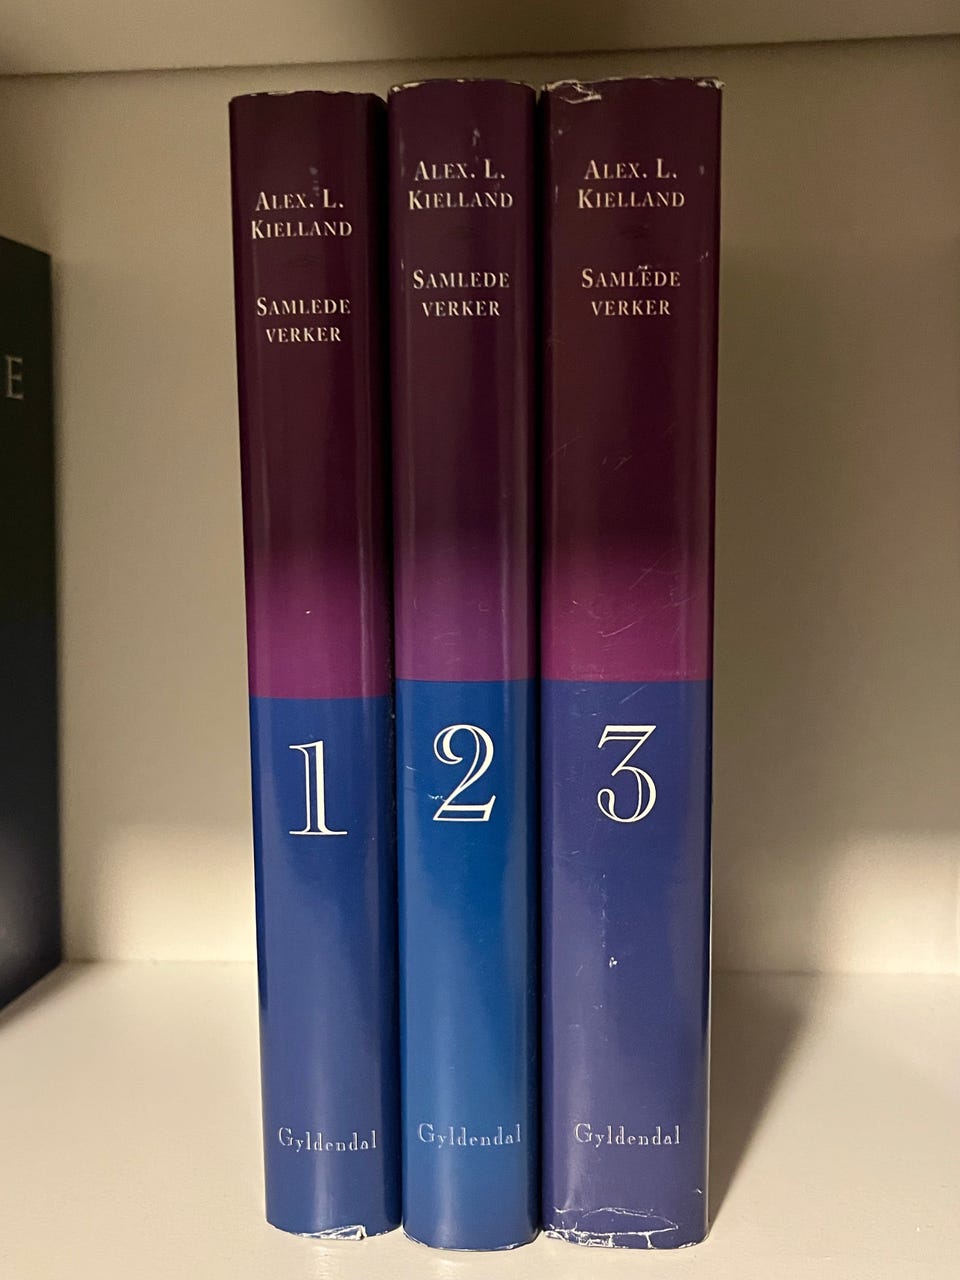 E
ALEX. L.
KIELLAND
SAMLEDE
VERKER
1
Gyldendal
ALEX. L.
KIELLAND
SAMLEDE
VERKER
2
Gyldendal
ALEX. L.
KIELLAND
SAMLEDE
VERKER
3
Gyldendal